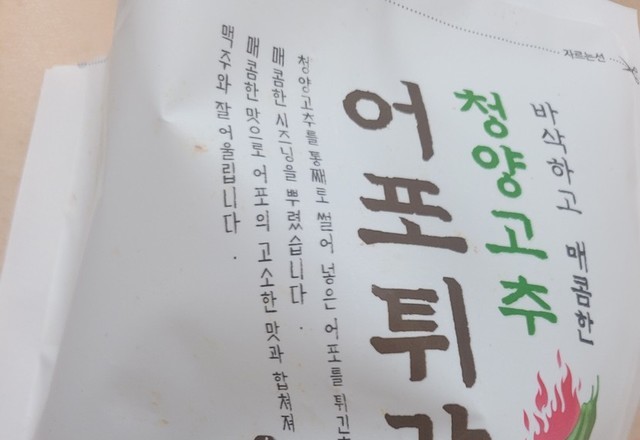 자르는선
바삭하고 매콤한
청양고추
어포튀
청양고추를 통째로 썰어 넣은 어포를 튀긴
매콤한 시즈닝을 뿌렸습니다.
매콤한 맛으로 어포의 고소한 맛과 합쳐져
맥주와 잘 어울립니다.